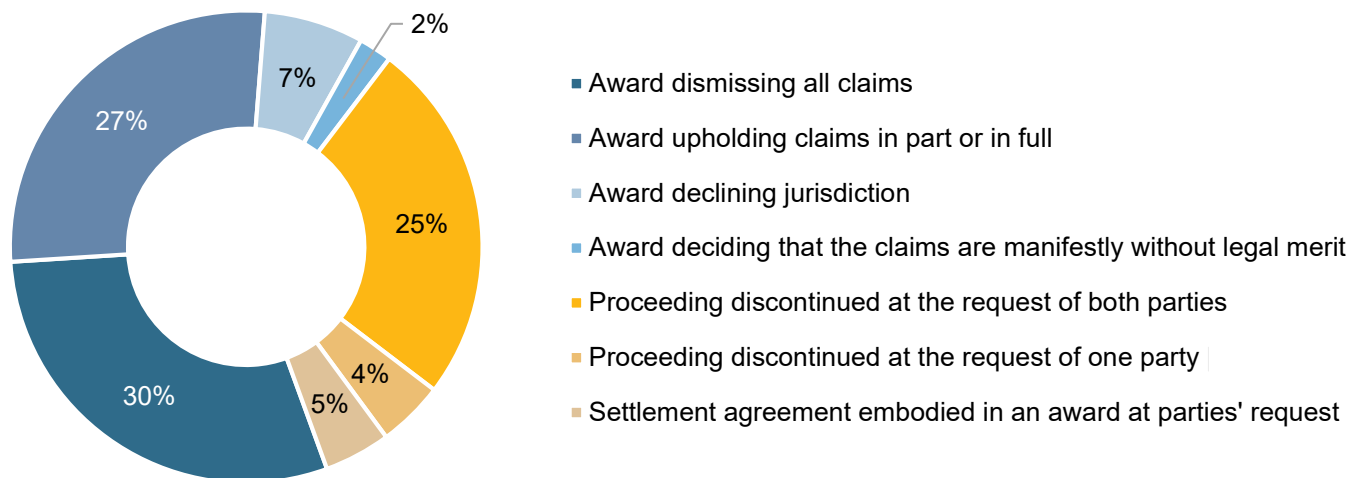 2%
7%
27%
25%
4%
5%
30%
Award dismissing all claims
Award upholding claims in part or in full
Award declining jurisdiction
Award deciding that the claims are manifestly without legal merit
Proceeding discontinued at the request of both parties
Proceeding discontinued at the request of one party
Settlement agreement embodied in an award at parties' request